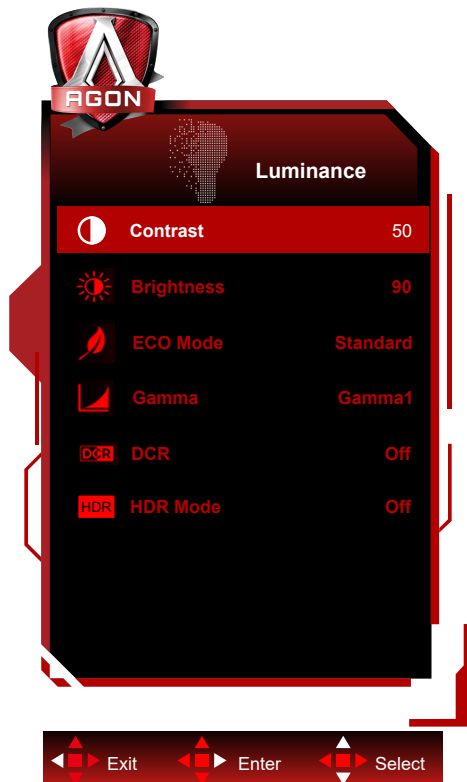 AGON
Luminance
Contrast 50
Brightness 90
ECO Mode Standard
Gamma Gamma1
DCR DCR Off
HDR HDR Mode Off
Exit Enter Select